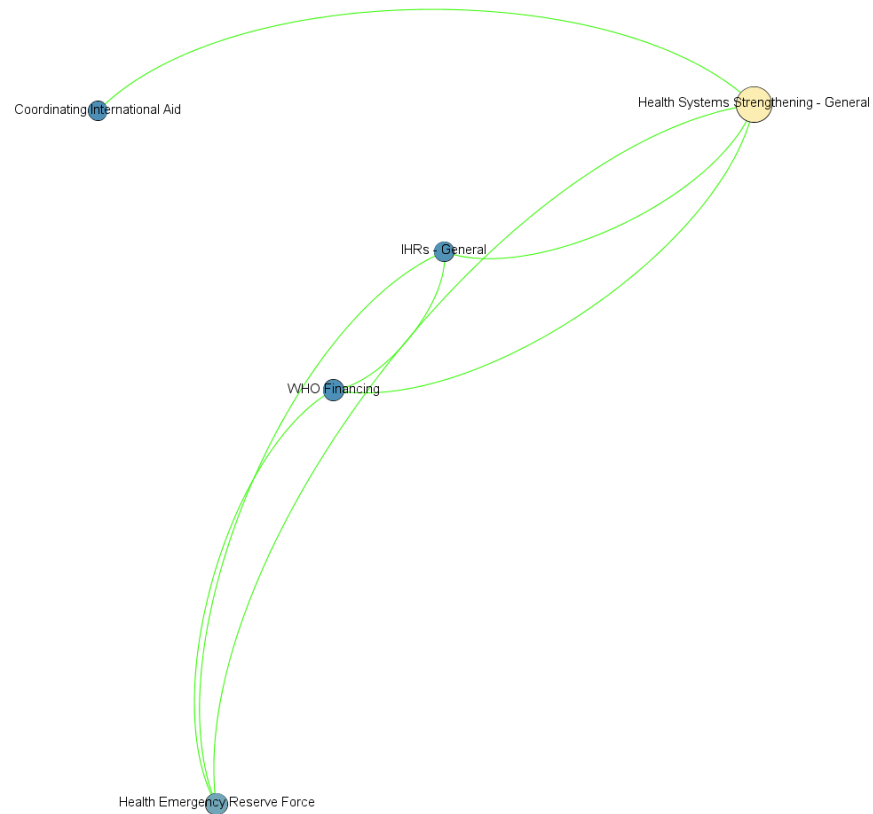 Health Systems Strengthening - General
Coordinating International Aid
IHRs - General
WHO Financing
Health Emergency Reserve Force